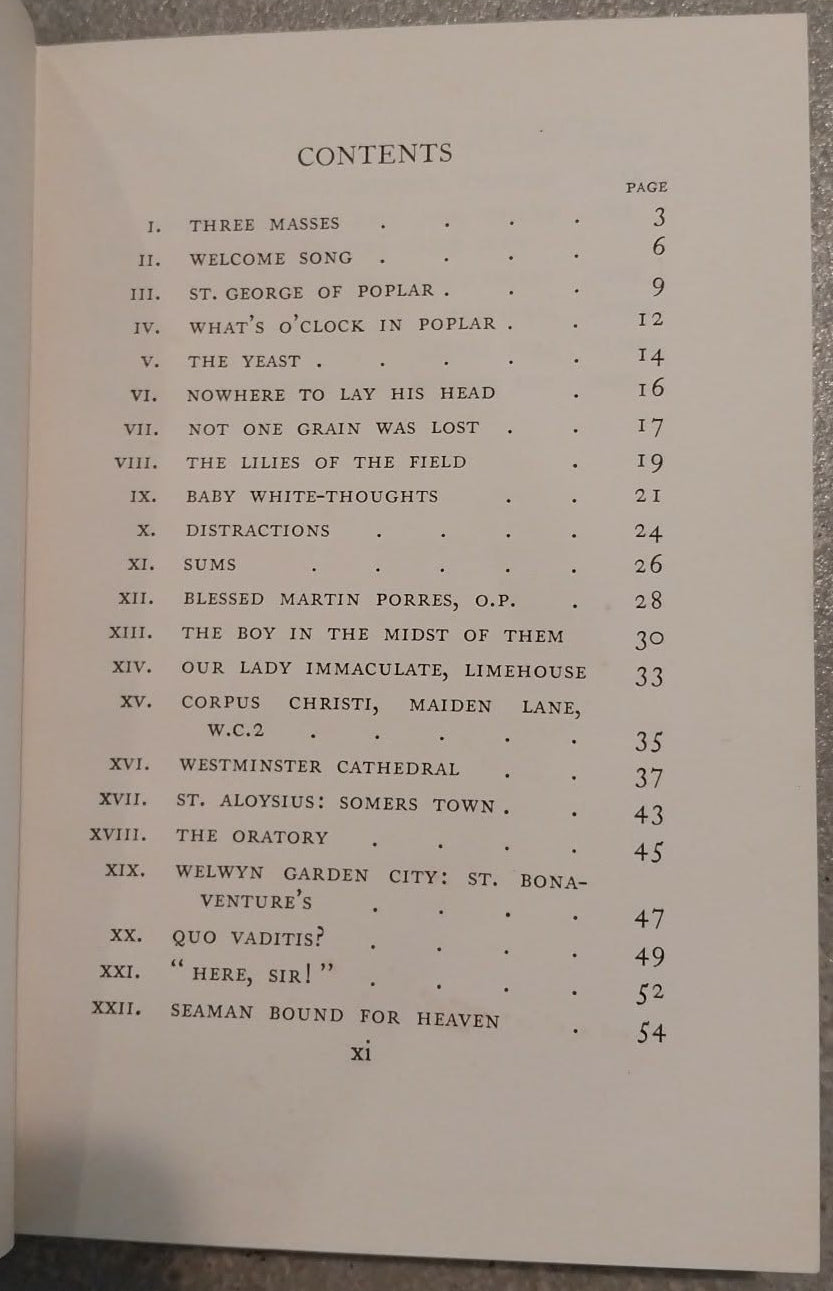 CONTENTS
PAGE
I. THREE MASSES . . . . 3
II. WELCOME SONG . . . . 6
III. ST. GEORGE OF POPLAR . . . 9
IV. WHAT'S O'CLOCK IN POPLAR . . 12
V. THE YEAST . . . . . 14
VI. NOWHERE TO LAY HIS HEAD . 16
VII. NOT ONE GRAIN WAS LOST . . 17
VIII. THE LILIES OF THE FIELD . 19
IX. BABY WHITE-THOUGHTS . . 21
X. DISTRACTIONS . . . . 24
XI. SUMS . . . . . 26
XII. BLESSED MARTIN PORRES, O.P. . 28
XIII. THE BOY IN THE MIDST OF THEM 30
XIV. OUR LADY IMMACULATE, LIMEHOUSE 33
XV. CORPUS CHRISTI, MAIDEN LANE,
W.C.2 . . . . . 35
XVI. WESTMINSTER CATHEDRAL . . 37
XVII. ST. ALOYSIUS: SOMERS TOWN . . 43
XVIII. THE ORATORY . . . . 45
XIX. WELWYN GARDEN CITY: ST. BONA-
VENTURE'S . . . . 47
XX. QUO VADITIS? . . . . 49
XXI. "HERE, SIR!" . . . . 52
XXII. SEAMAN BOUND FOR HEAVEN . 54
xi